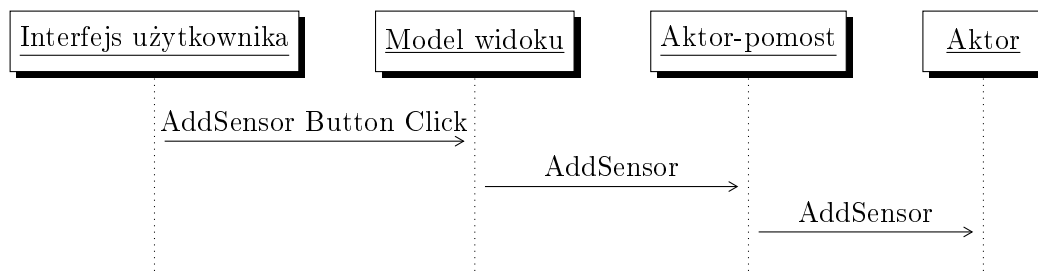 Interfejs użytkownika Model widoku Aktor-pomost Aktor
AddSensor Button Click
AddSensor
AddSensor